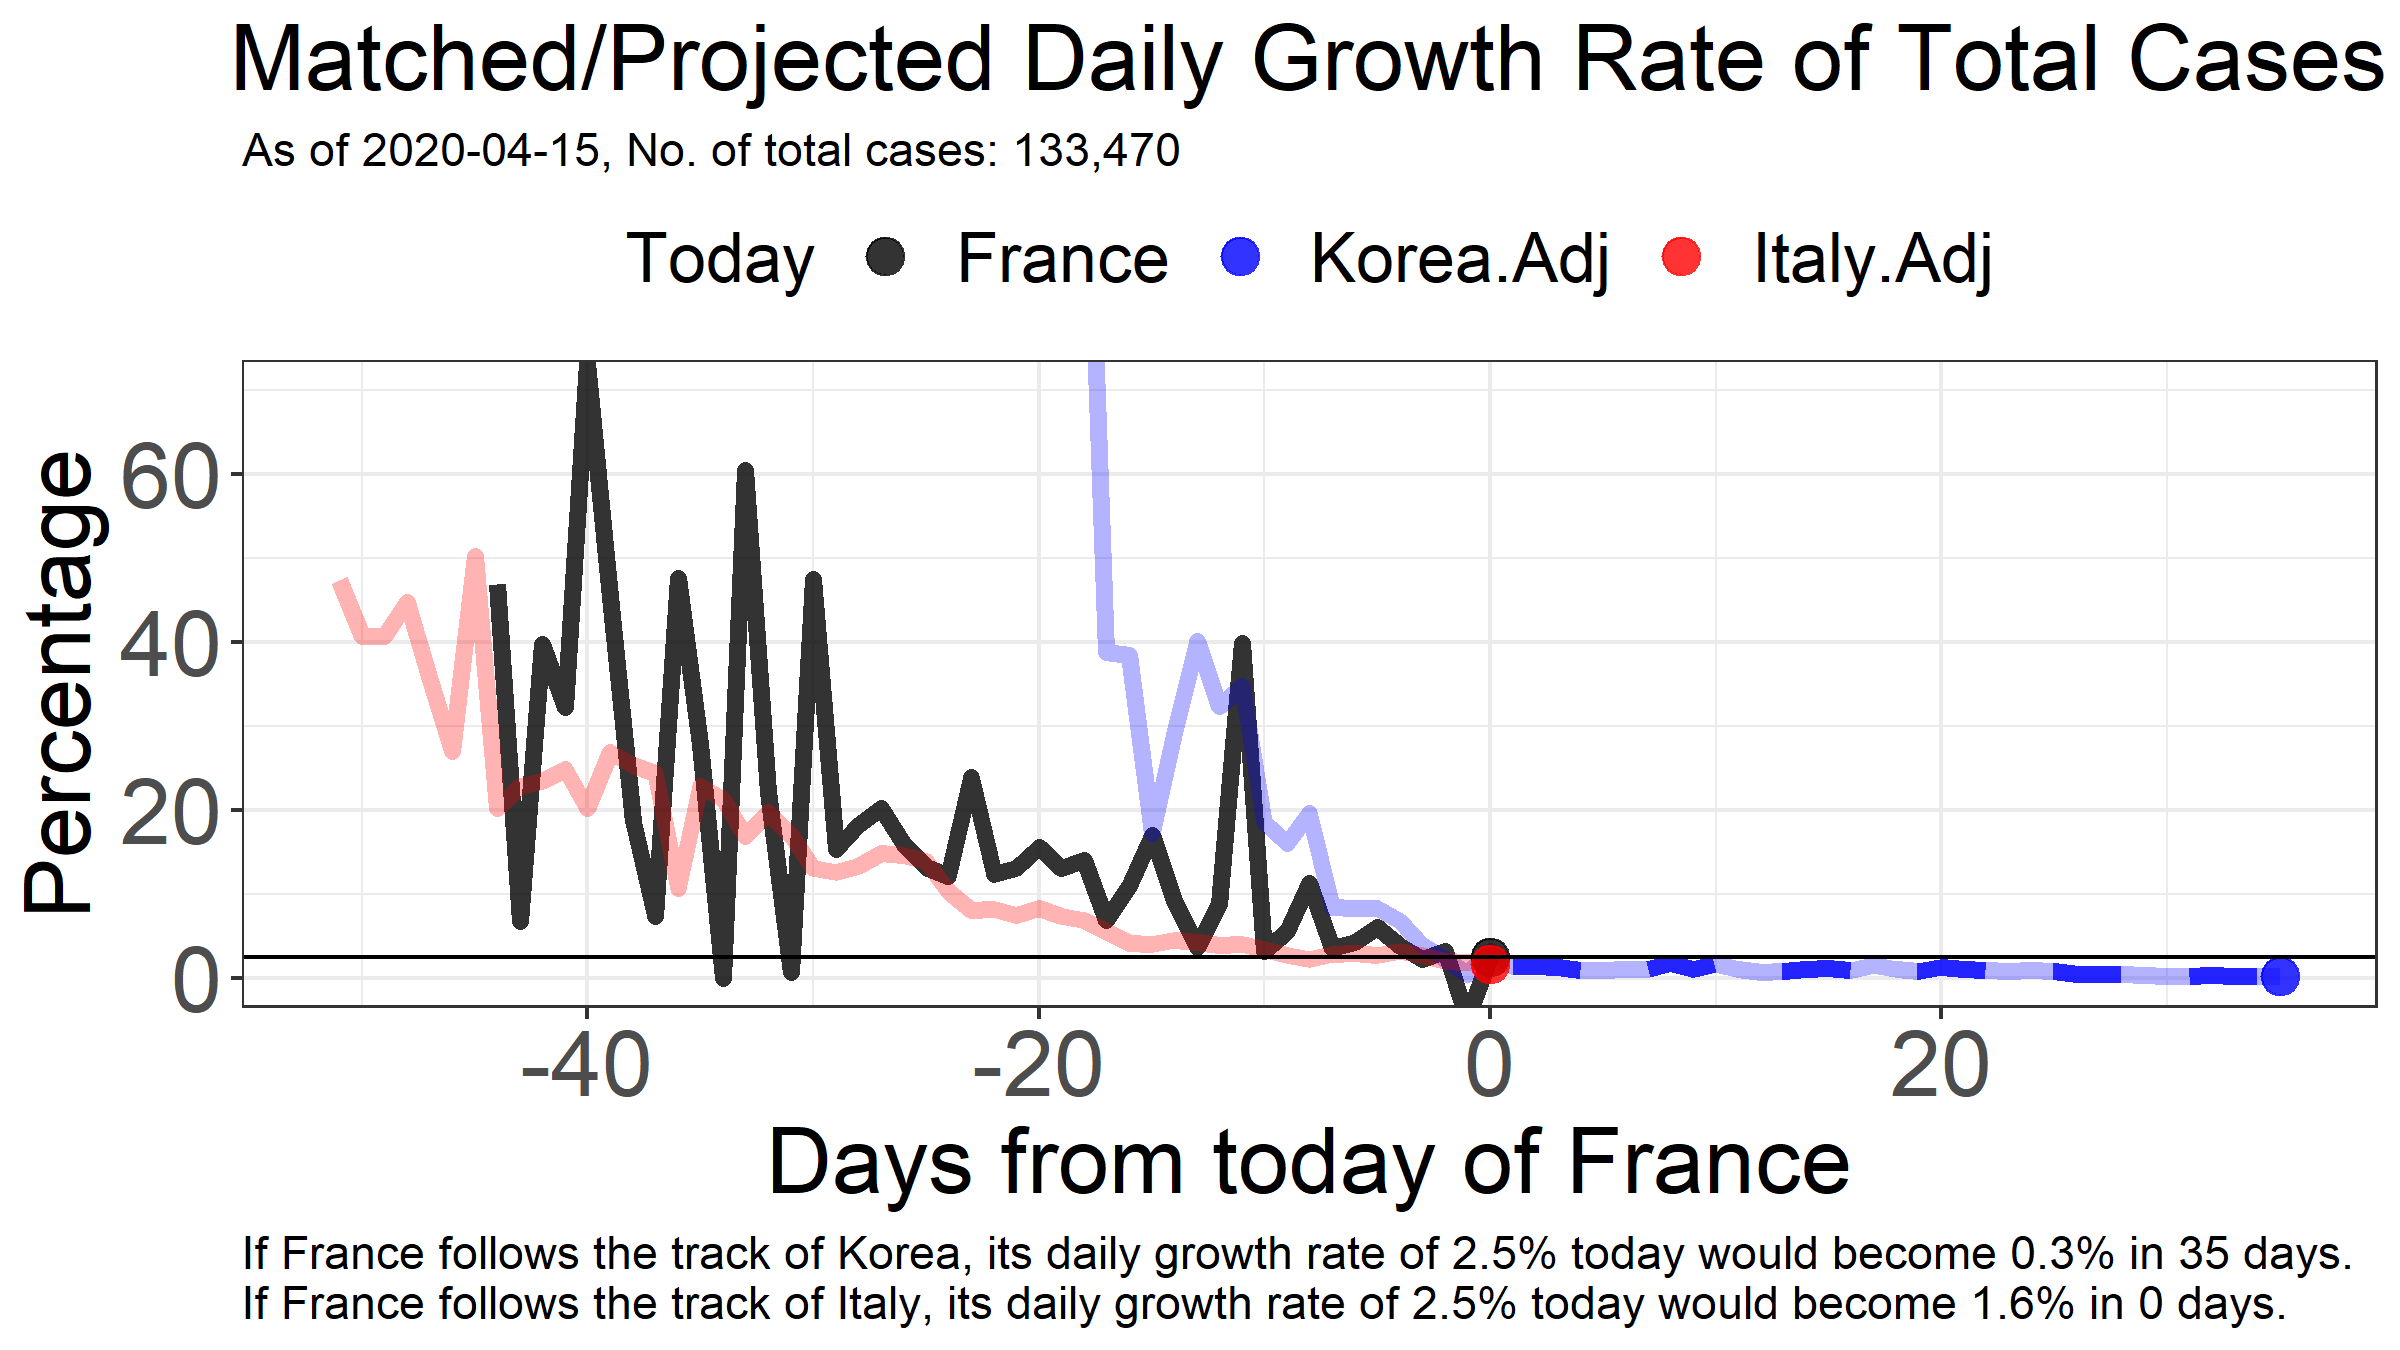 Matched/Projected Daily Growth Rate of Total Cases
As of 2020-04-15, No. of total cases: 133,470
Today France Korea.Adj Italy.Adj
Percentage
60
40
20
0
-40 -20 0 20
Days from today of France
If France follows the track of Korea, its daily growth rate of 2.5% today would become 0.3% in 35 days.
If France follows the track of Italy, its daily growth rate of 2.5% today would become 1.6% in 0 days.